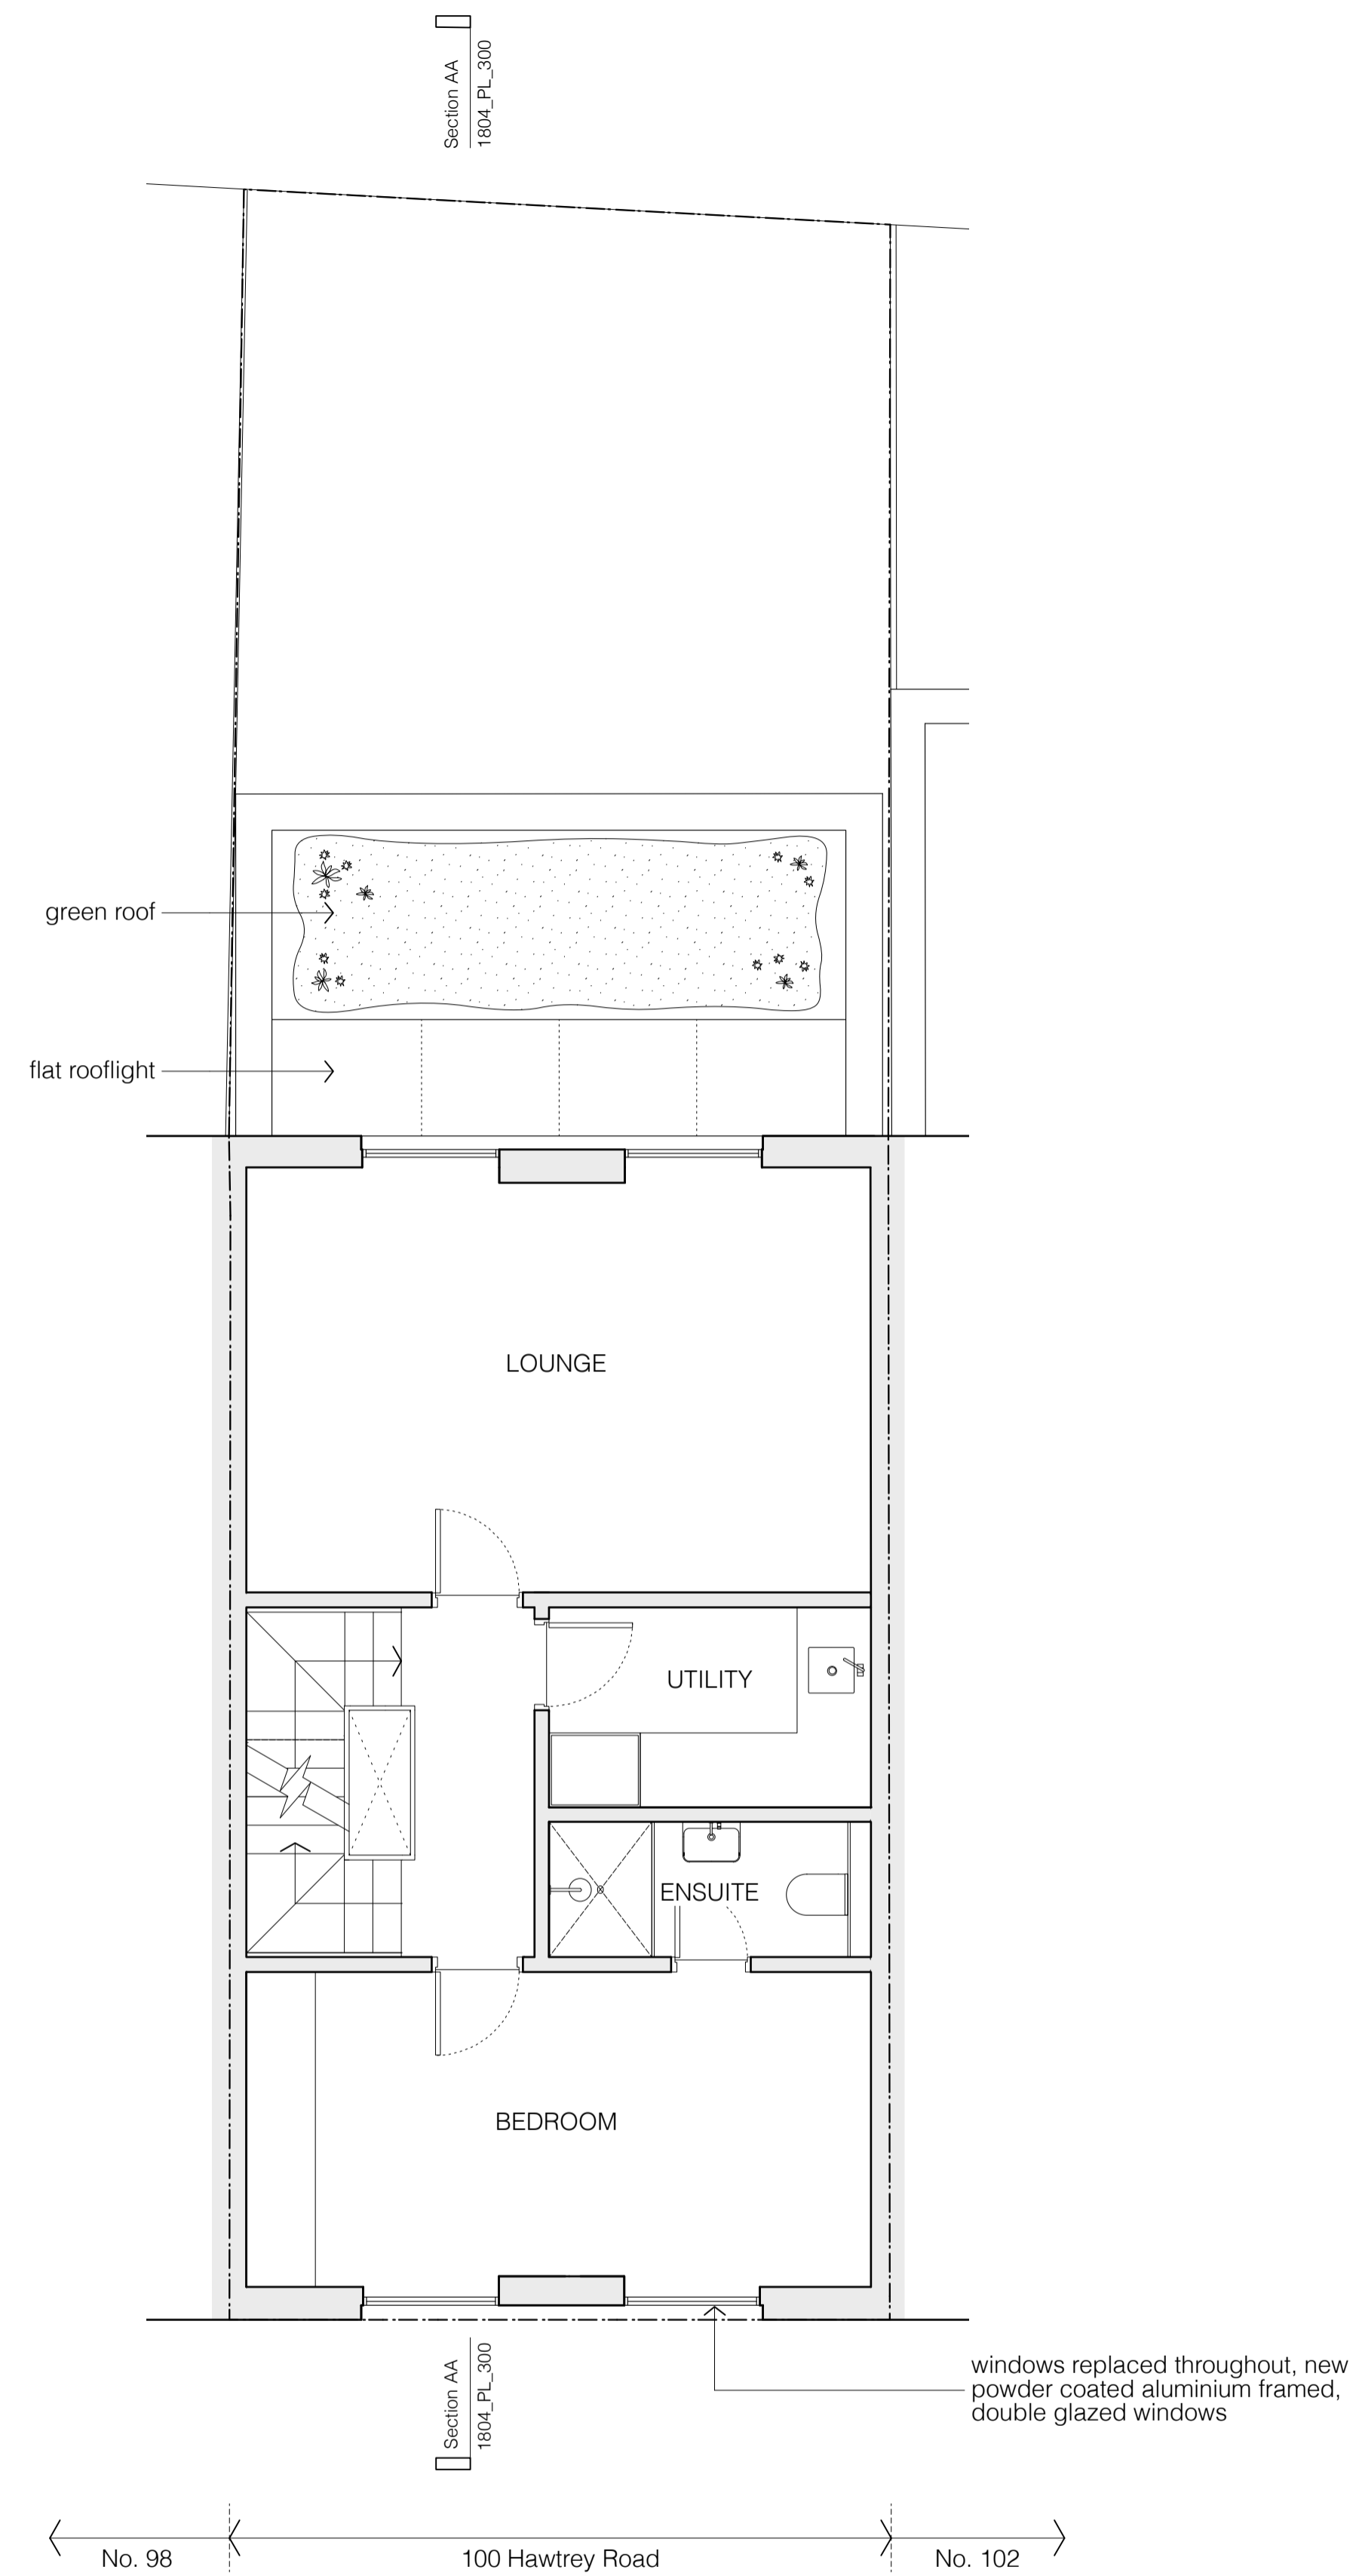 Section AA
1804_PL_300
green roof
flat rooflight
LOUNGE
UTILITY
ENSUITE
BEDROOM
Section AA
1804_PL_300
windows replaced throughout, new
powder coated aluminium framed,
double glazed windows
No. 98
100 Hawtrey Road
No. 102